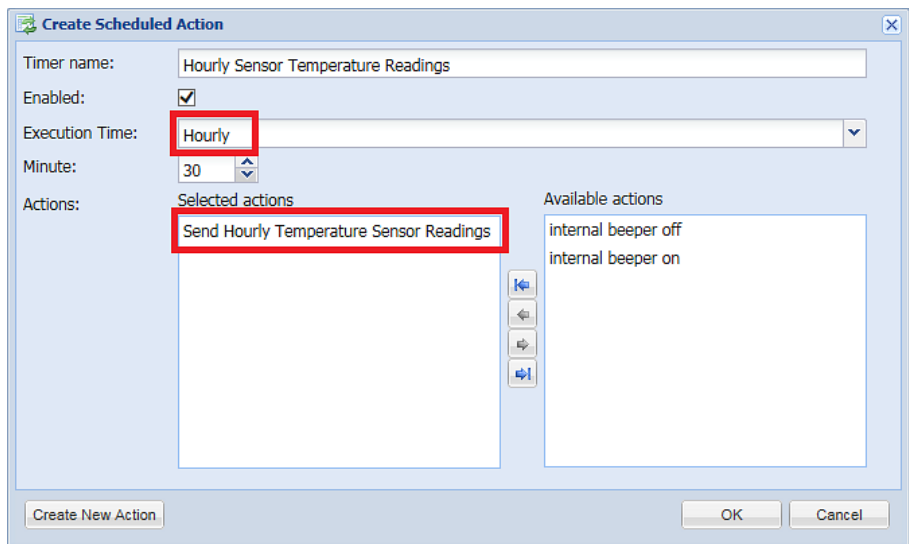 Create Scheduled Action
Timer name: Hourly Sensor Temperature Readings
Enabled:
Execution Time: Hourly
Minute: 30
Actions: Selected actions Available actions
Send Hourly Temperature Sensor Readings internal beeper off
internal beeper on
Create New Action OK Cancel